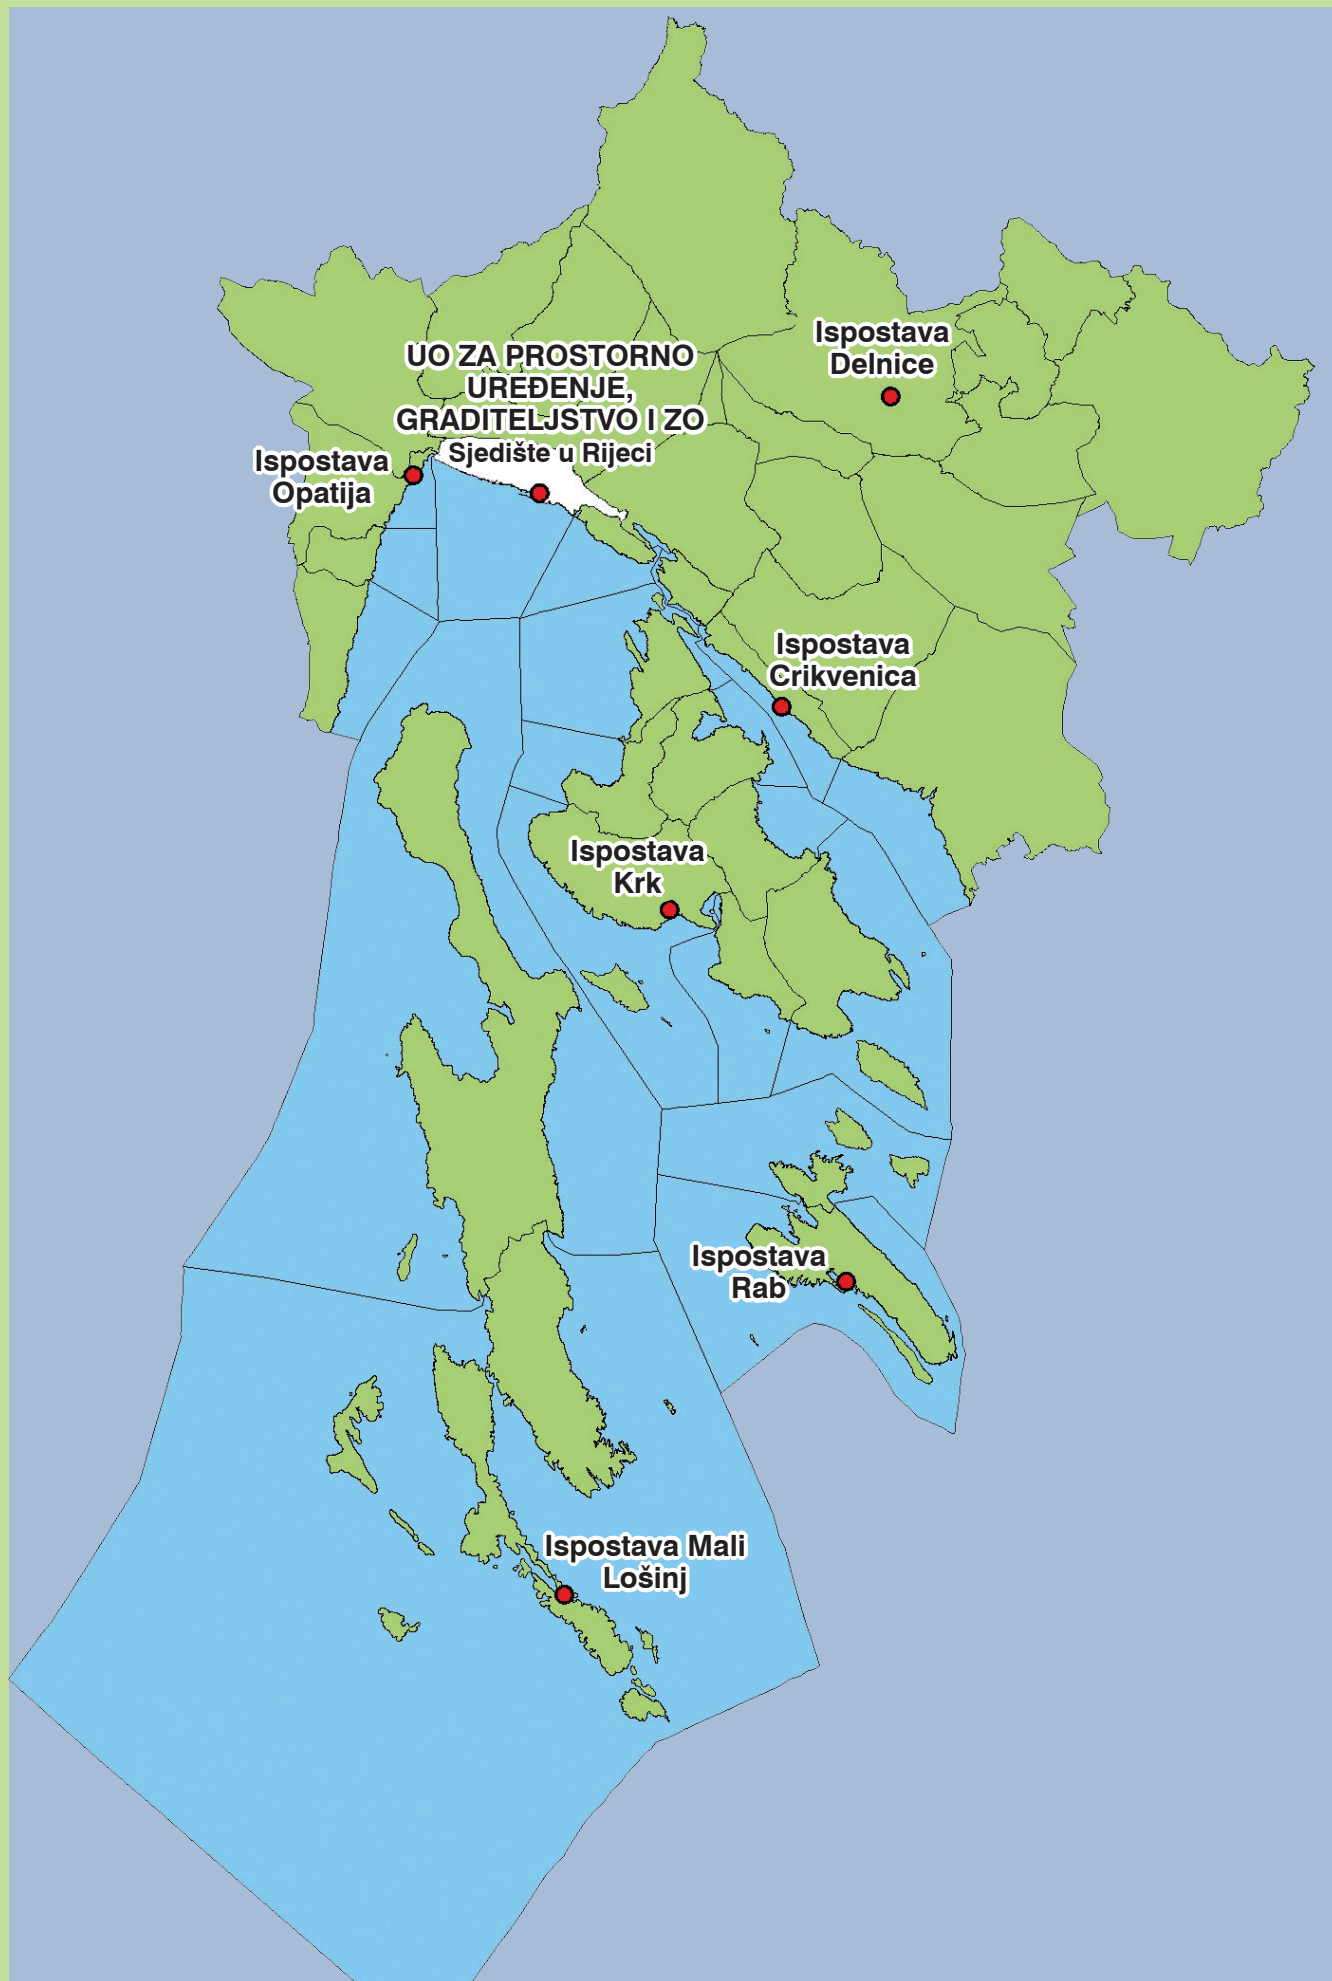 Ispostava
Delnice
UO ZA PROSTORNO
UREĐENJE,
GRADITELJSTVO I ZO
Sjedište u Rijeci
Ispostava
Opatija
Ispostava
Crikvenica
Ispostava
Krk
Ispostava
Rab
Ispostava Mali
Lošinj